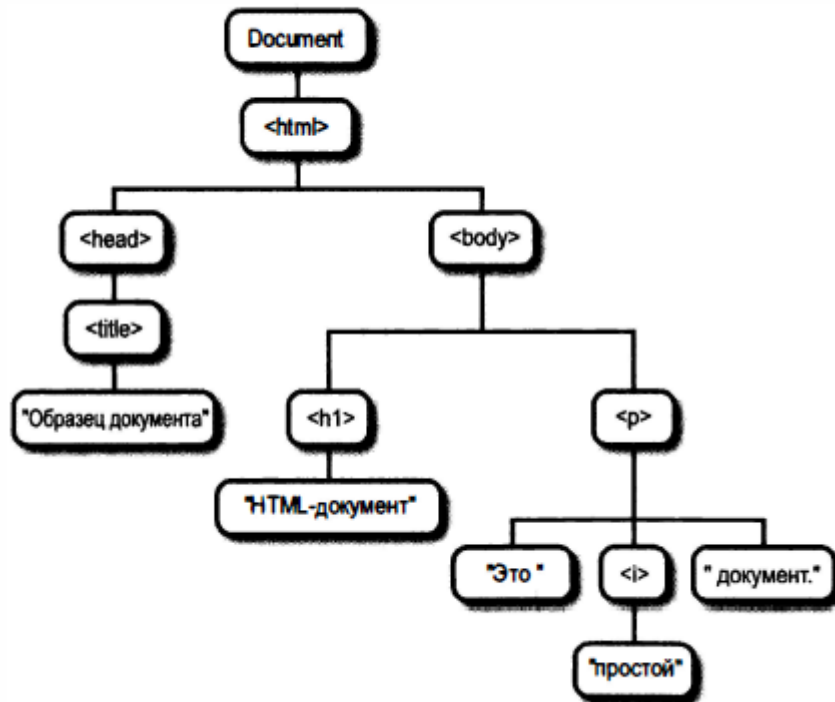 Document
<html>
<head>
<body>
<title>
"Образец документа"
<h1>
<p>
"HTML-документ"
"Это "
<i>
" документ."
"простой"